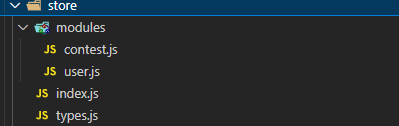 store
modules
JS contest.js
JS user.js
JS index.js
JS types.js